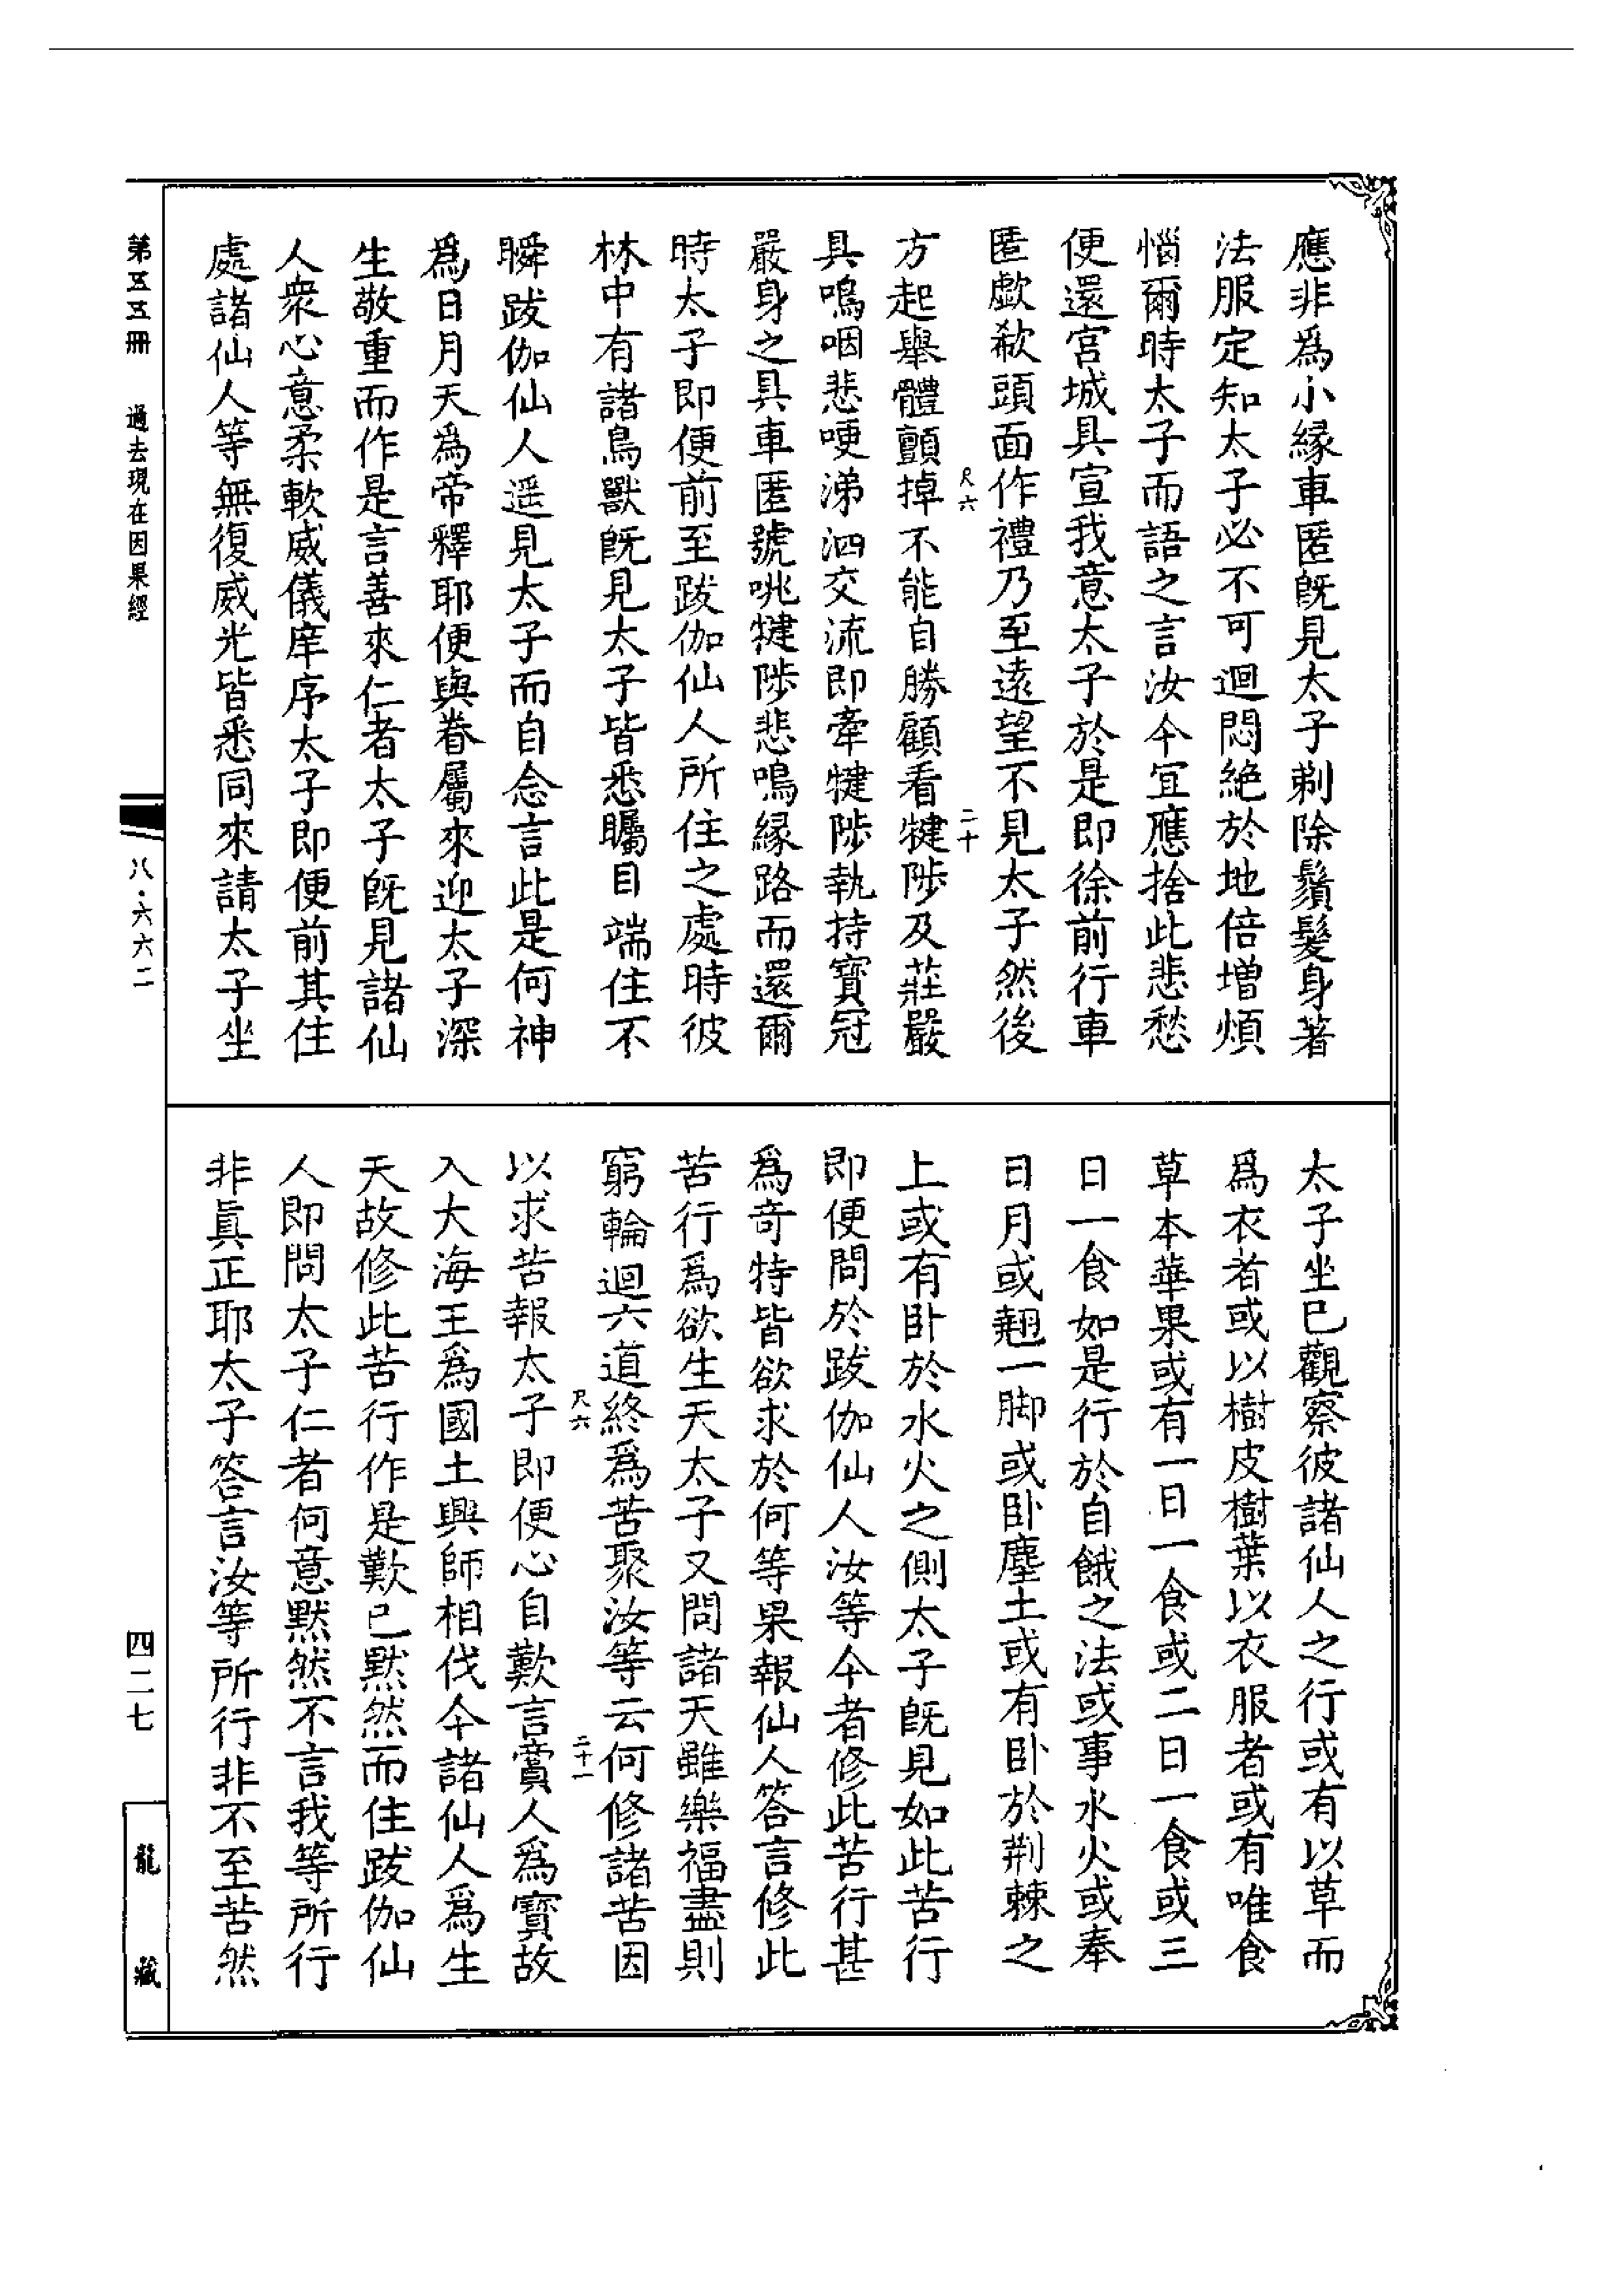 應非為小緣車匿旣見太子剃除鬚髮身著
法服定知太子必不可迴悶絕於地倍增煩
惱爾時太子而語之言汝今宜應捨此悲愁
便還宮城具宣我意太子於是即徐前行車
匿歔欷頭面作禮乃至遠望不見太子然後
尺六
二十
方起舉體顫掉不能自勝顧看犍陟及莊嚴
具嗚咽悲哽涕泗交流即牽犍陟執持寶冠
嚴身之具車匿號咷犍陟悲鳴緣路而還爾
時太子即便前至跋伽仙人所住之處時彼
林中有諸鳥獸旣見太子皆悉矚目端住不
瞬跋伽仙人遥見太子而自念言此是何神
為日月天為帝釋耶便與眷屬來迎太子深
生敬重而作是言善來仁者太子旣見諸仙
人衆心意柔軟威儀庠序太子即便前其住
處諸仙人等無復威光皆悉同來請太子坐
太子坐已觀察彼諸仙人之行或有以草而
爲衣者或以樹皮樹葉以衣服者或有唯食
草本華果或有一日一食或二日一食或三
日一食如是行於自餓之法或事水火或奉
日月或翹一脚或卧塵土或有卧於荆棘之
上或有卧於水火之側太子旣見如此苦行
即便問於跋伽仙人汝等今者修此苦行甚
爲奇特皆欲求於何等果報仙人答言修此
苦行爲欲生天太子又問諸天雖樂福盡則
窮輪迴六道終爲苦聚汝等云何修諸苦因
尺六
二十一
以求苦報太子即便心自歎言賣人為寶故
入大海王為國土興師相伐今諸仙人為生
天故修此苦行作是歎已黙然而住跋伽仙
人即問太子仁者何意黙然不言我等所行
非眞正耶太子答言汝等所行非不至苦然
第五五冊 過去現在因果經
八·六六二
四二七
龍藏